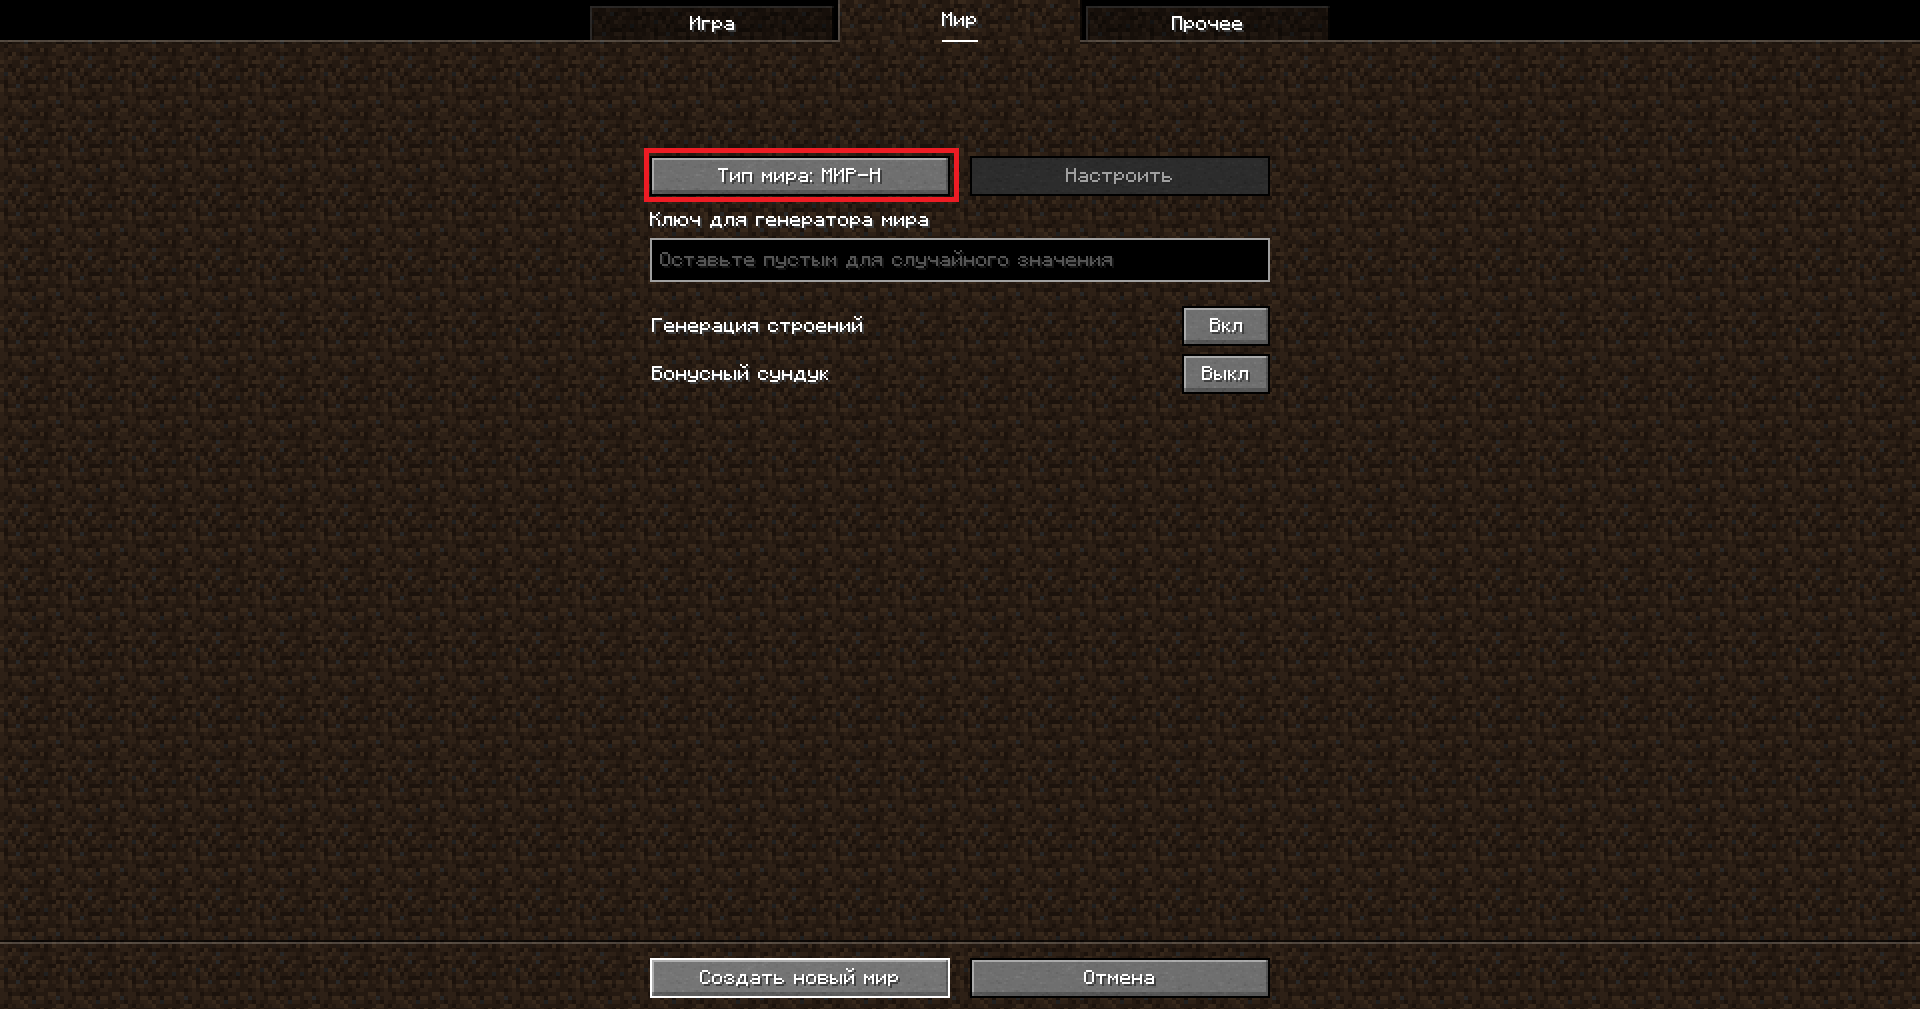 Игра
Мир
Прочее
Тип мира: МИР-Н
Настроить
Ключ для генератора мира
Оставьте пустым для случайного значения
Генерация строений
Вкл
Бонусный сундук
Выкл
Создать новый мир
Отмена